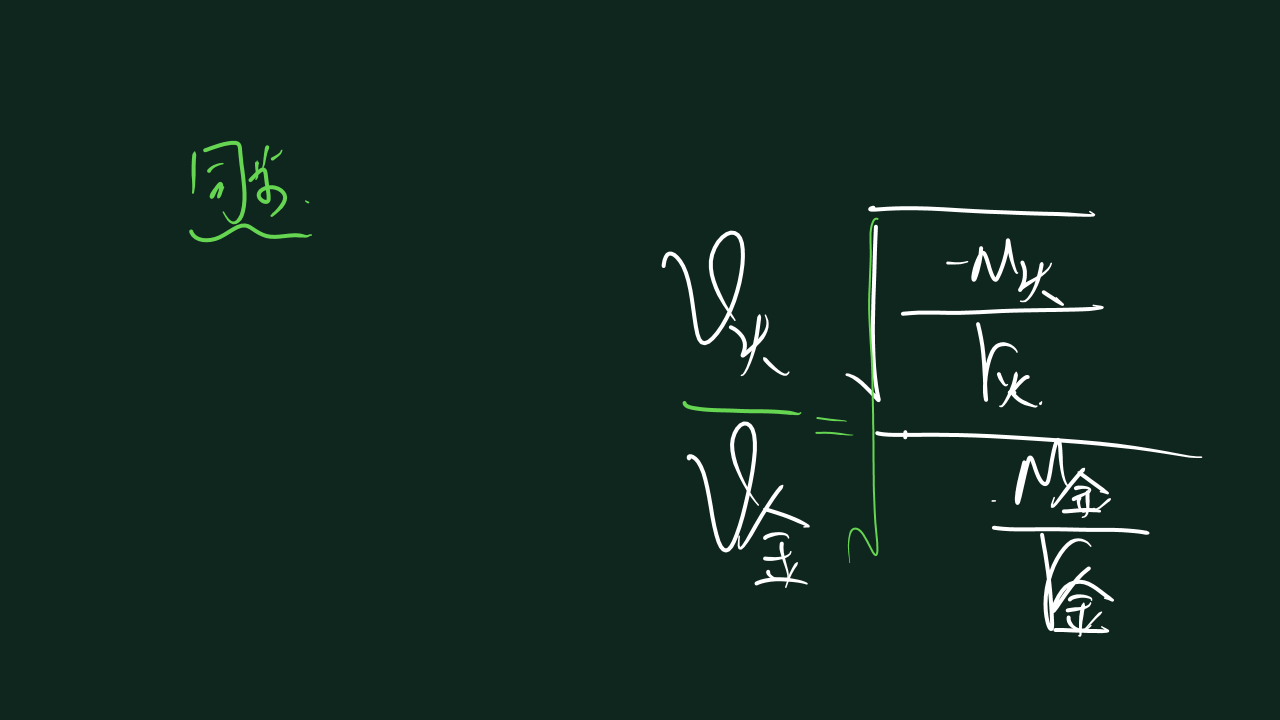 同步.
V火/V金 = √((M火/r火)/(M金/r金))